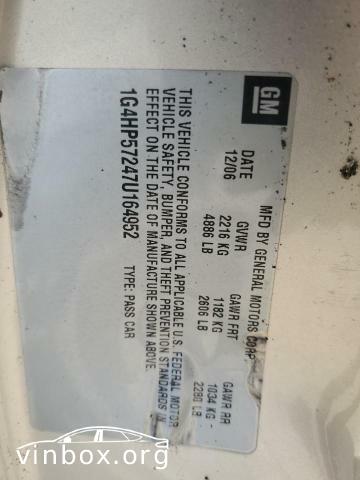 GM
MFD BY GENERAL MOTORS CORP
DATE GVWR GAWR FRT GAWR RR
12/06 2216 KG 1182 KG 1034 KG
4886 LB 2606 LB 2280 LB
THIS VEHICLE CONFORMS TO ALL APPLICABLE U.S. FEDERAL MOTOR
VEHICLE SAFETY, BUMPER, AND THEFT PREVENTION STANDARDS IN
EFFECT ON THE DATE OF MANUFACTURE SHOWN ABOVE.
1G4HP57247U164952 TYPE: PASS CAR
vinbox.org